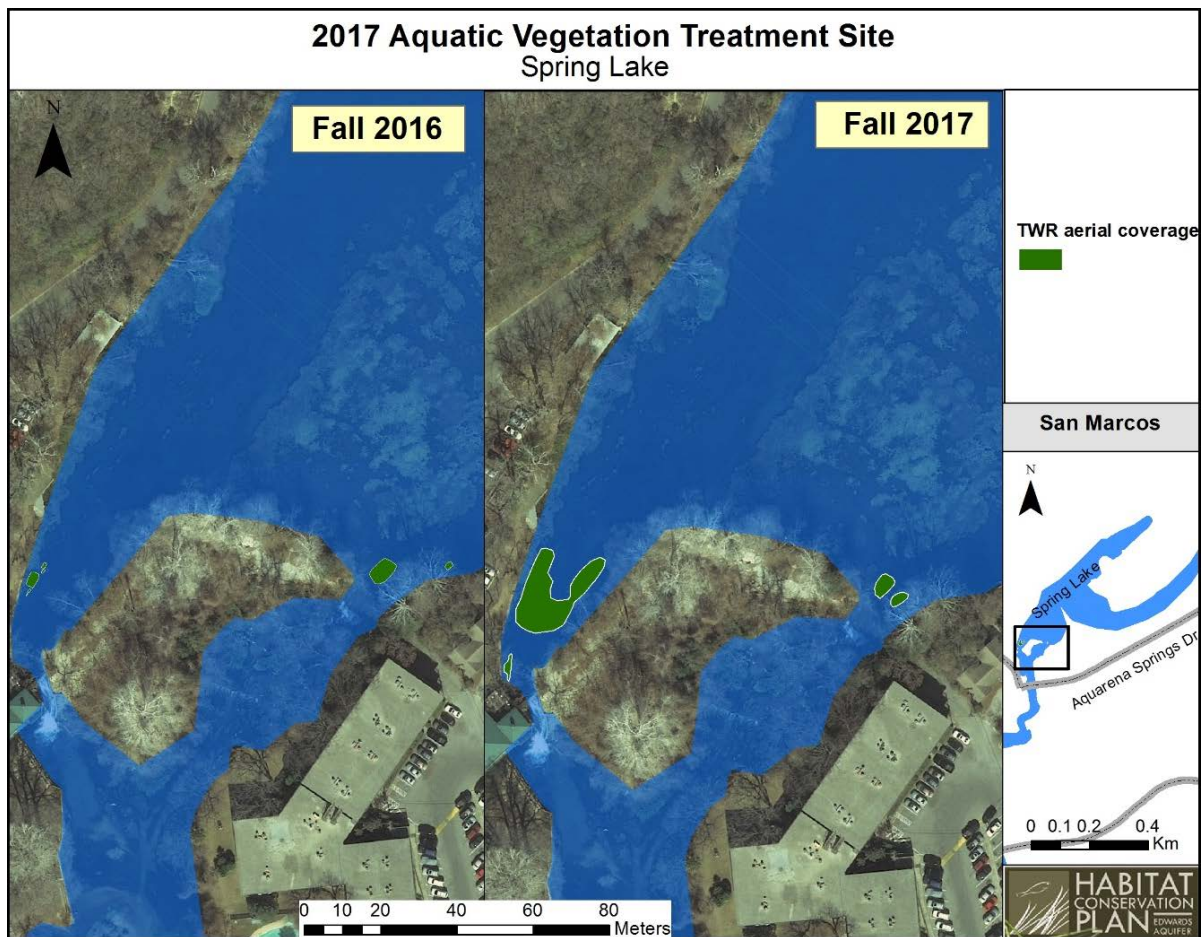 2017 Aquatic Vegetation Treatment Site
Spring Lake
N
Fall 2016
Fall 2017
TWR aerial coverage
San Marcos
N
Spring Lake
Aquarena Springs Dr
0 0.1 0.2 0.4
Km
0 10 20 40 60 80
Meters
HABITAT
CONSERVATION
PLAN
EDWARDS
AQUIFER